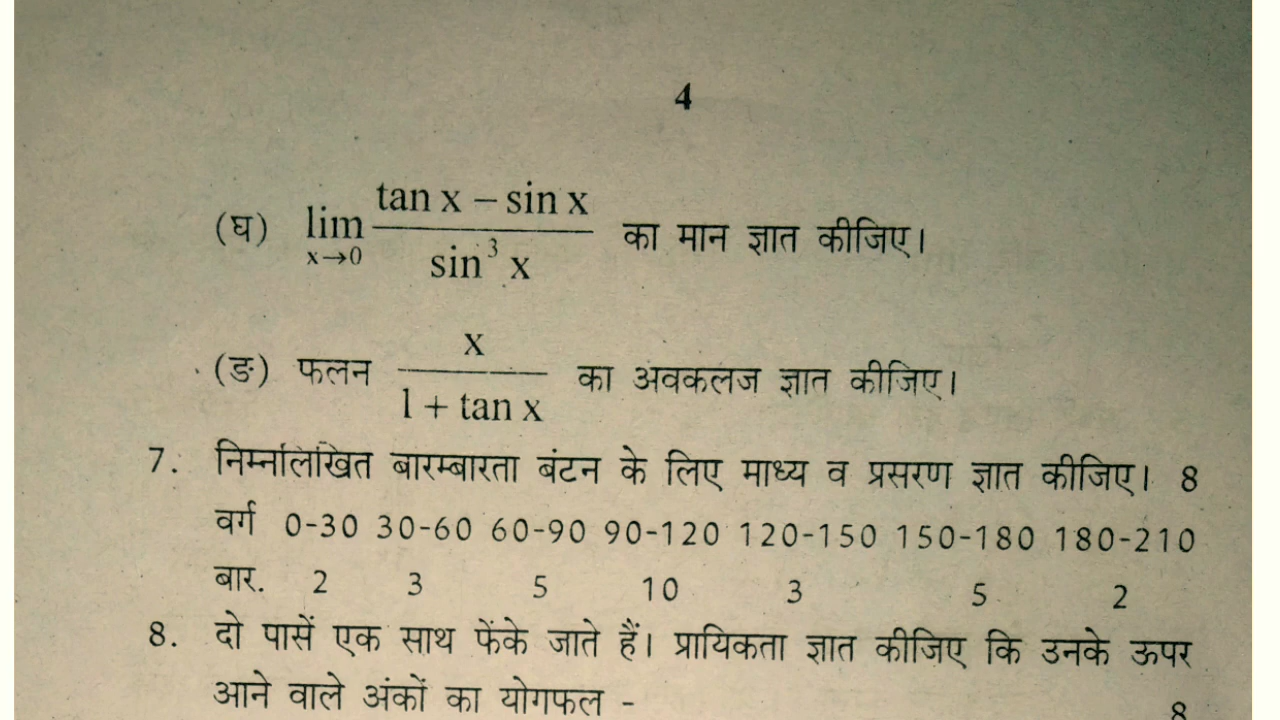 4
(घ) lim x→0 (tan x – sin x)/(sin³ x) का मान ज्ञात कीजिए।
(ङ) फलन x/(1 + tan x) का अवकलज ज्ञात कीजिए।
7. निम्नलिखित बारम्बारता बंटन के लिए माध्य व प्रसरण ज्ञात कीजिए। 8
वर्ग 0-30 30-60 60-90 90-120 120-150 150-180 180-210
बार. 2 3 5 10 3 5 2
8. दो पासें एक साथ फेंके जाते हैं। प्रायिकता ज्ञात कीजिए कि उनके ऊपर
आने वाले अंकों का योगफल - 8